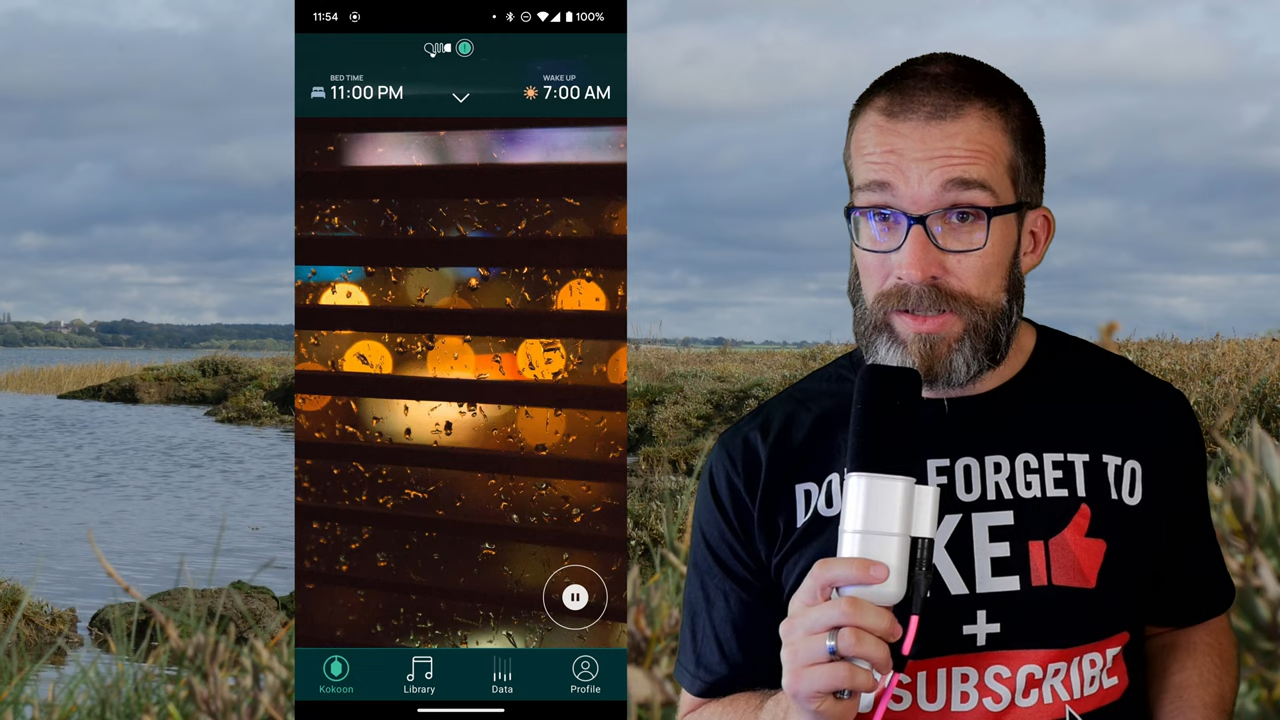 11:54
100%
BED TIME
11:00 PM
WAKE UP
7:00 AM
Kokoon
Library
Data
Profile
FORGET TO
+
SUBSCRIBE